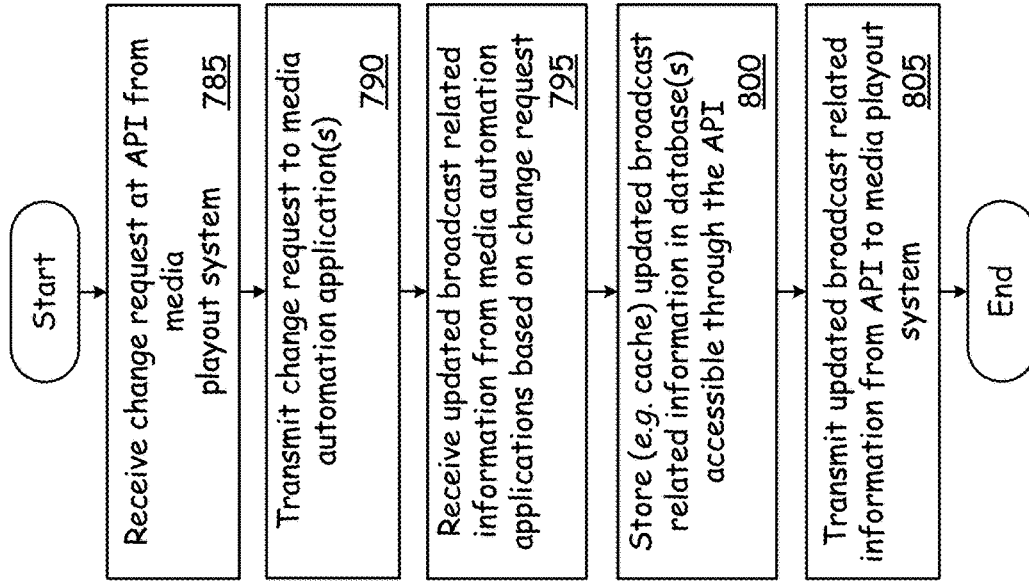 Start
Receive change request at API from
media
playout system
785
Transmit change request to media
automation application(s)
790
Receive updated broadcast related
information from media automation
applications based on change request
795
Store (e.g. cache) updated broadcast
related information in database(s)
accessible through the API
800
Transmit updated broadcast related
information from API to media playout
system
805
End